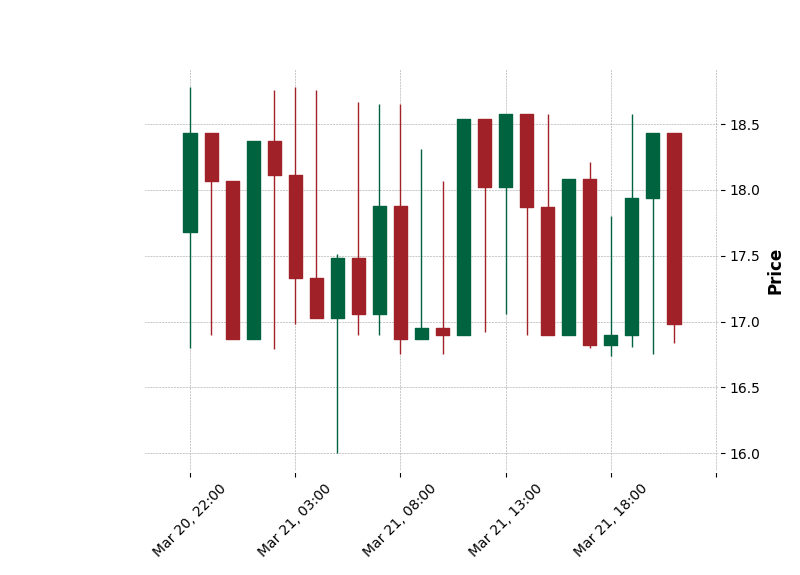 18.5
18.0
17.5
17.0
16.5
16.0
Price
Mar 20, 22:00
Mar 21, 03:00
Mar 21, 08:00
Mar 21, 13:00
Mar 21, 18:00